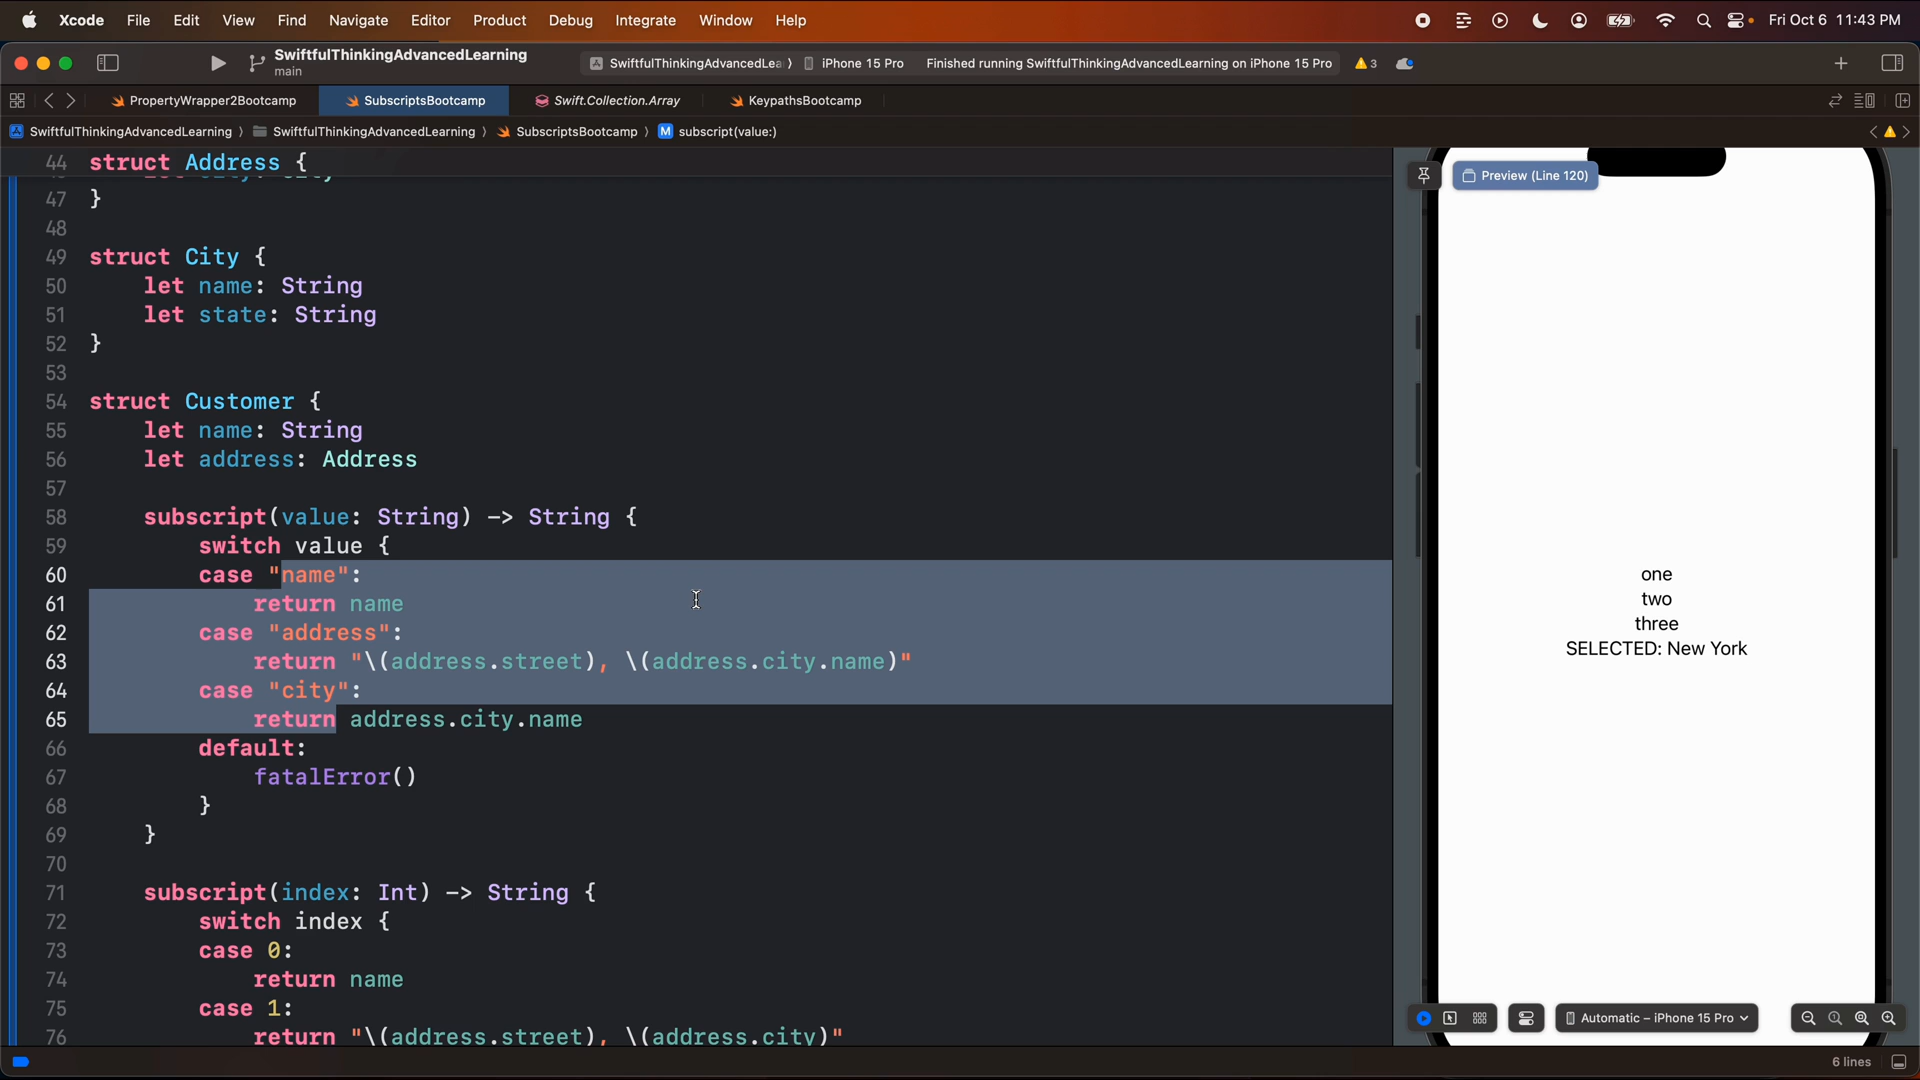 Xcode File Edit View Find Navigate Editor Product Debug Integrate Window Help Fri Oct 6 11:43 PM
SwiftfulThinkingAdvancedLearning
main
SwiftfulThinkingAdvancedLea⟩ iPhone 15 Pro Finished running SwiftfulThinkingAdvancedLearning on iPhone 15 Pro 3
PropertyWrapper2Bootcamp SubscriptsBootcamp Swift.Collection.Array KeypathsBootcamp
SwiftfulThinkingAdvancedLearning ⟩ SwiftfulThinkingAdvancedLearning ⟩ SubscriptsBootcamp ⟩ M subscript(value:)
44 struct Address {
47 }
48
49 struct City {
50 let name: String
51 let state: String
52 }
53
54 struct Customer {
55 let name: String
56 let address: Address
57
58 subscript(value: String) -> String {
59 switch value {
60 case "name":
61 return name
62 case "address":
63 return "\(address.street), \(address.city.name)"
64 case "city":
65 return address.city.name
66 default:
67 fatalError()
68 }
69 }
70
71 subscript(index: Int) -> String {
72 switch index {
73 case 0:
74 return name
75 case 1:
76 return "\(address.street), \(address.city)"
Preview (Line 120)
one
two
three
SELECTED: New York
Automatic – iPhone 15 Pro
6 lines